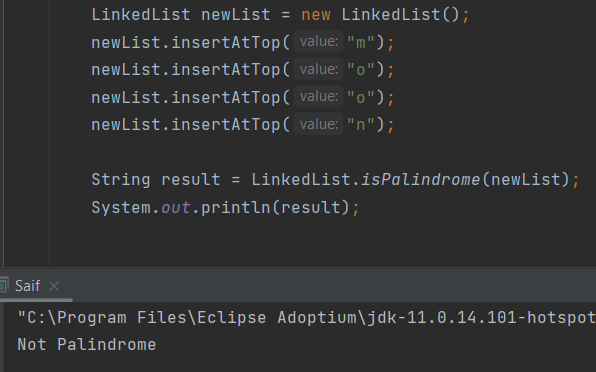 LinkedList newList = new LinkedList();
newList.insertAtTop( value: "m");
newList.insertAtTop( value: "o");
newList.insertAtTop( value: "o");
newList.insertAtTop( value: "n");
String result = LinkedList.isPalindrome(newList);
System.out.println(result);
Saif
"C:\Program Files\Eclipse Adoptium\jdk-11.0.14.101-hotspot
Not Palindrome